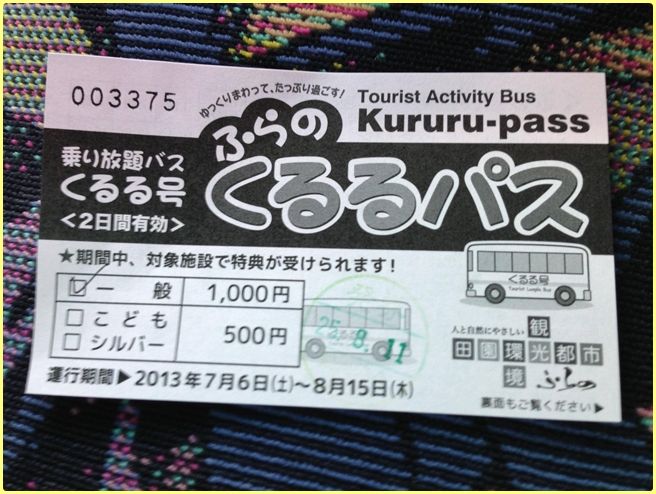 003375
ゆっくりまわって、たっぷり過ごす!
Tourist Activity Bus
Kururu-pass
ふらの
くるるパス
乗り放題バス
くるる号
<2日間有効>
★期間中、対象施設で特典が受けられます!
一般 1,000円
こども
シルバー
500円
25.8.11
くるる号
人と自然にやさしい
観
田園環光都市
境 ふらの
運行期間▶2013年7月6日(土)~8月15日(木)
裏面もご覧ください▶